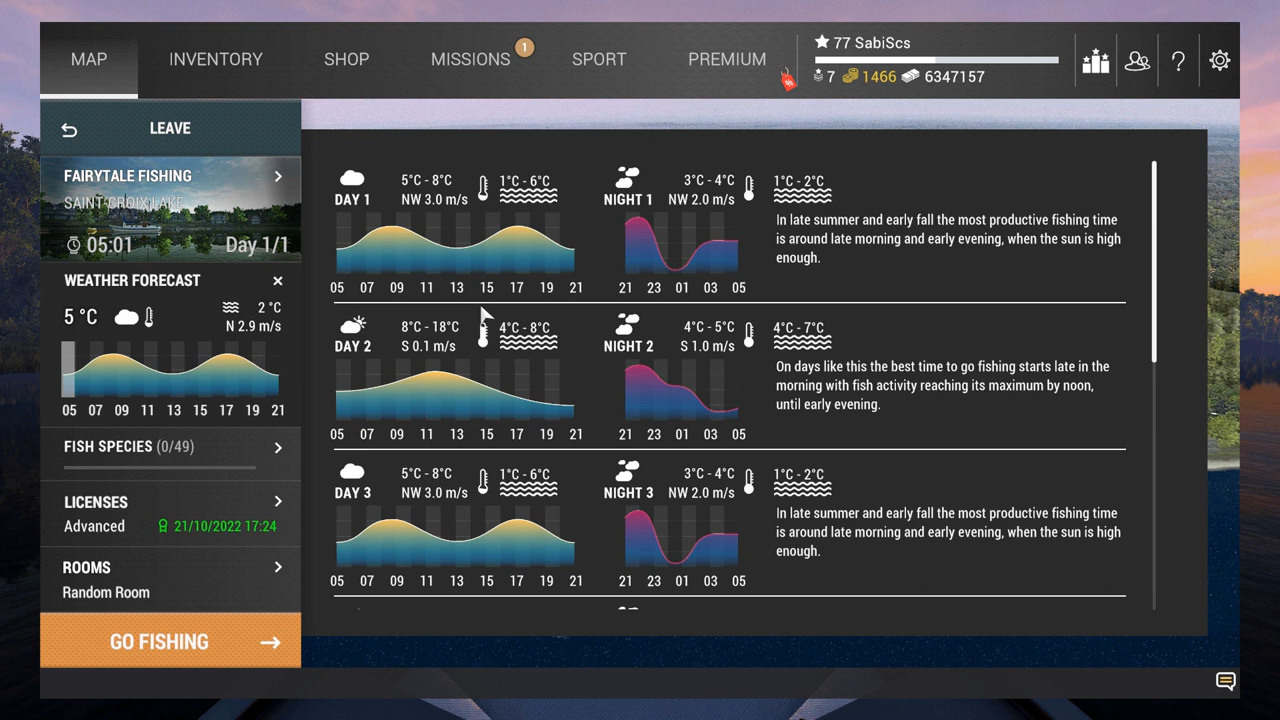 MAP
INVENTORY
SHOP
MISSIONS
1
SPORT
PREMIUM
%
77 SabiScs
7 1466 6347157
?
LEAVE
FAIRYTALE FISHING
SAINT-CROIX LAKE
05:01 Day 1/1
WEATHER FORECAST
5 °C
2 °C
N 2.9 m/s
05 07 09 11 13 15 17 19 21
FISH SPECIES (0/49)
LICENSES
Advanced 21/10/2022 17:24
ROOMS
Random Room
GO FISHING
DAY 1
5°C - 8°C
NW 3.0 m/s
1°C - 6°C
05 07 09 11 13 15 17 19 21
NIGHT 1
3°C - 4°C
NW 2.0 m/s
1°C - 2°C
21 23 01 03 05
In late summer and early fall the most productive fishing time
is around late morning and early evening, when the sun is high
enough.
DAY 2
8°C - 18°C
S 0.1 m/s
4°C - 8°C
05 07 09 11 13 15 17 19 21
NIGHT 2
4°C - 5°C
S 1.0 m/s
4°C - 7°C
21 23 01 03 05
On days like this the best time to go fishing starts late in the
morning with fish activity reaching its maximum by noon,
until early evening.
DAY 3
5°C - 8°C
NW 3.0 m/s
1°C - 6°C
05 07 09 11 13 15 17 19 21
NIGHT 3
3°C - 4°C
NW 2.0 m/s
1°C - 2°C
21 23 01 03 05
In late summer and early fall the most productive fishing time
is around late morning and early evening, when the sun is high
enough.